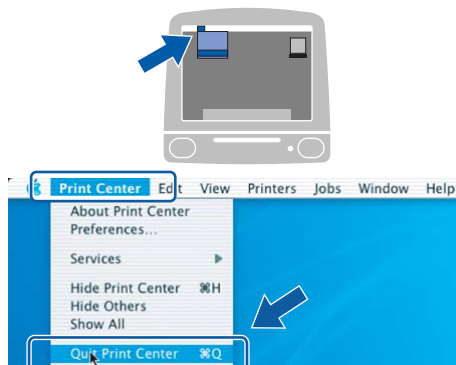 Print Center Edit View Printers Jobs Window Help
About Print Center
Preferences...
Services
Hide Print Center ⌘H
Hide Others
Show All
Quit Print Center ⌘Q